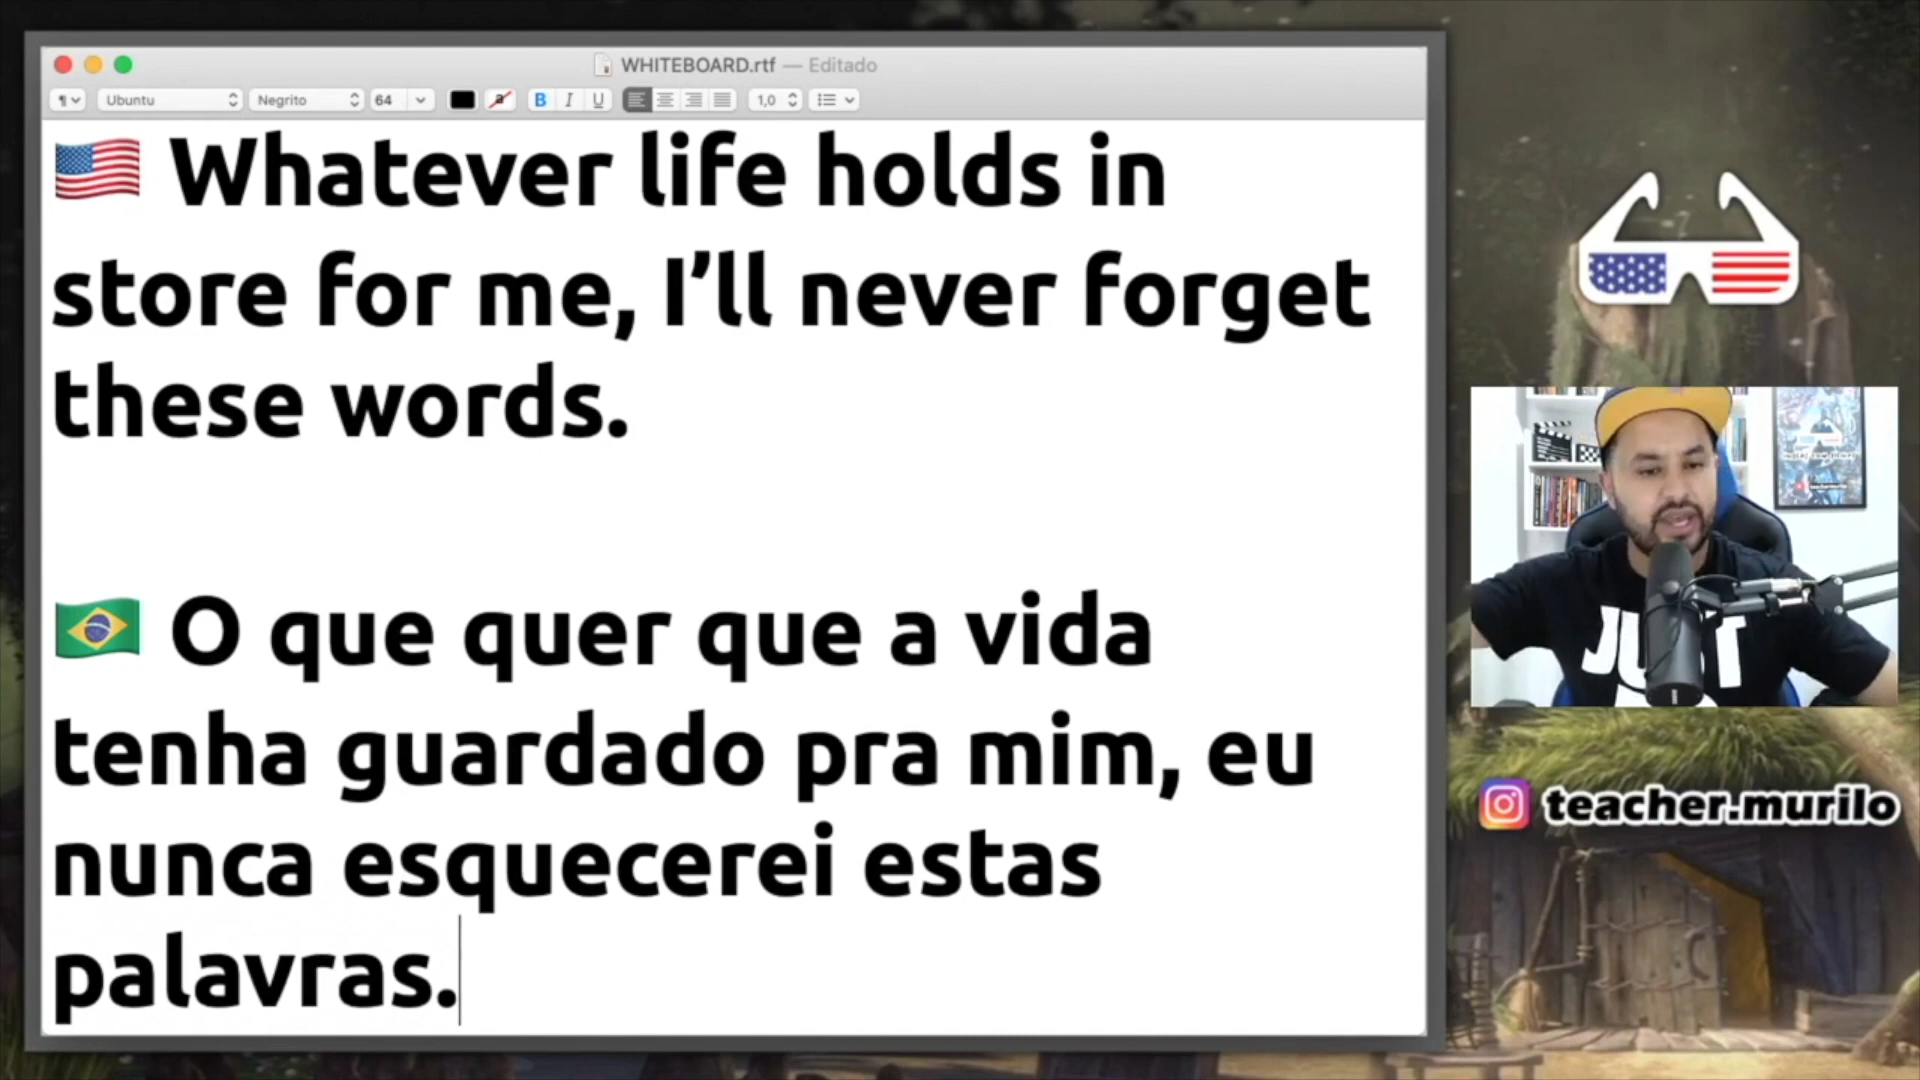 WHITEBOARD.rtf — Editado
¶ Ubuntu Negrito 64 a B I U 1,0
🇺🇸 Whatever life holds in
store for me, I’ll never forget
these words.
🇧🇷 O que quer que a vida
tenha guardado pra mim, eu
nunca esquecerei estas
palavras.
JUST
teacher.murilo